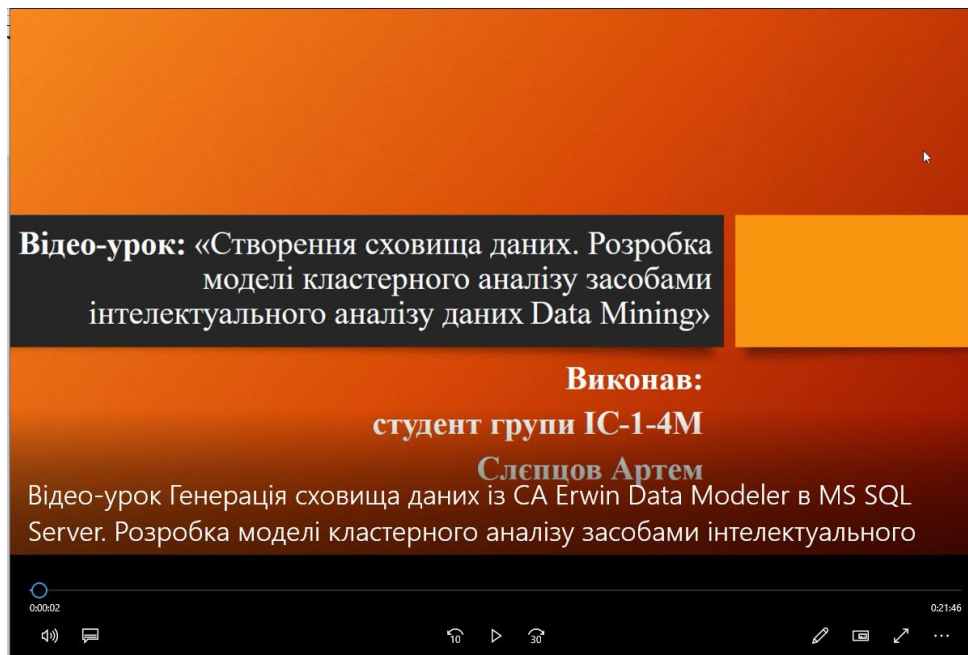 Відео-урок: «Створення сховища даних. Розробка
моделі кластерного аналізу засобами
інтелектуального аналізу даних Data Mining»
Виконав:
студент групи ІС-1-4М
Слєпцов Артем
Відео-урок Генерація сховища даних із CA Erwin Data Modeler в MS SQL
Server. Розробка моделі кластерного аналізу засобами інтелектуального
0:00:02
0:21:46
10
30